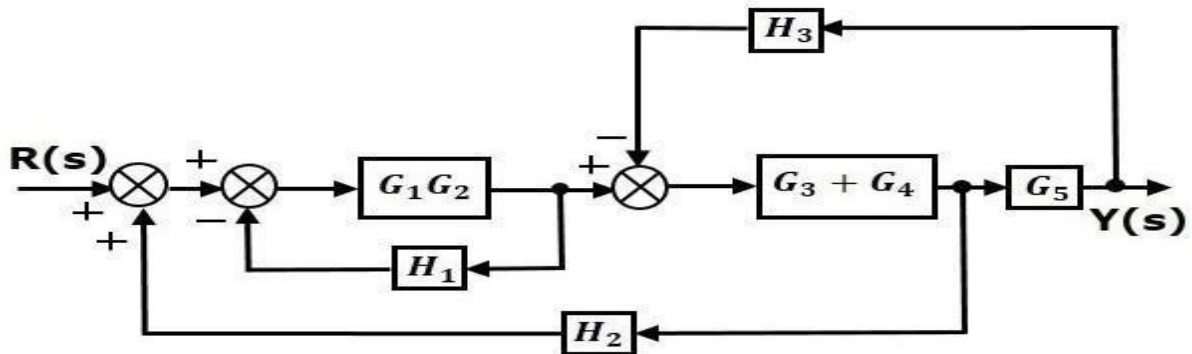 H₃
R(s)
+
+
−
G₁G₂
+
−
G₃ + G₄
G₅
Y(s)
+
H₁
H₂